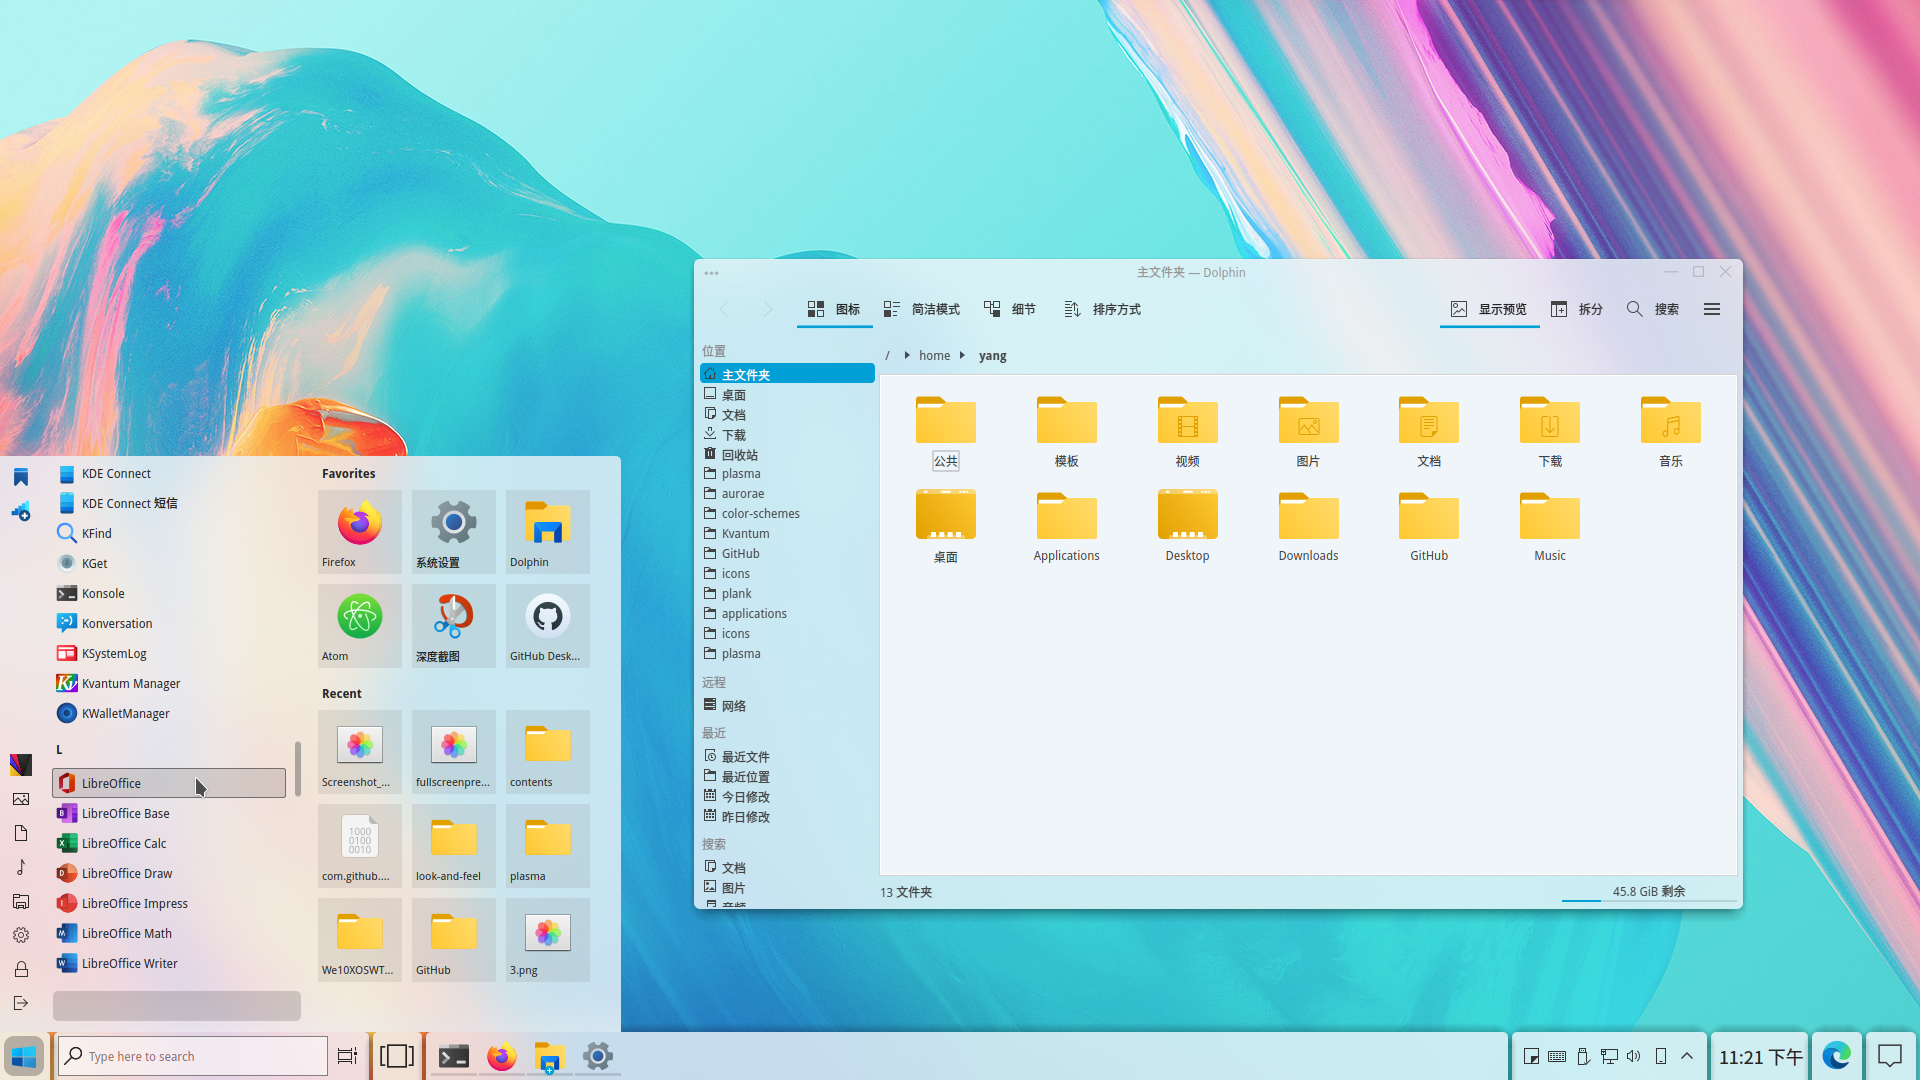 主文件夹 — Dolphin
图标
简洁模式
细节
排序方式
显示预览
拆分
搜索
位置
主文件夹
桌面
文档
下载
回收站
plasma
aurorae
color-schemes
Kvantum
GitHub
icons
plank
applications
icons
plasma
远程
网络
最近
最近文件
最近位置
今日修改
昨日修改
搜索
文档
图片
音频
/ home yang
公共
模板
视频
图片
文档
下载
音乐
桌面
Applications
Desktop
Downloads
GitHub
Music
13 文件夹
45.8 GiB 剩余
KDE Connect
KDE Connect 短信
KFind
KGet
Konsole
Konversation
KSystemLog
Kvantum Manager
KWalletManager
L
LibreOffice
LibreOffice Base
LibreOffice Calc
LibreOffice Draw
LibreOffice Impress
LibreOffice Math
LibreOffice Writer
Favorites
Firefox
系统设置
Dolphin
Atom
深度截图
GitHub Desk...
Recent
Screenshot_...
fullscreenpre...
contents
1000
0100
0010
com.github....
look-and-feel
plasma
We10XOSWT...
GitHub
3.png
Type here to search
11:21 下午